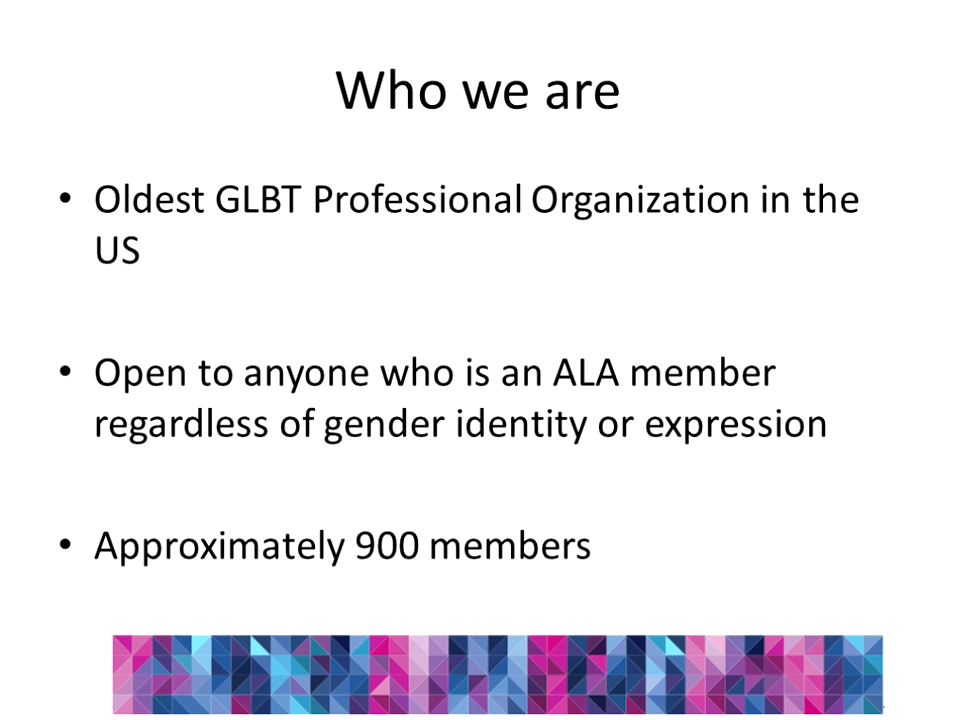 Who we are
• Oldest GLBT Professional Organization in the
US
• Open to anyone who is an ALA member
regardless of gender identity or expression
• Approximately 900 members